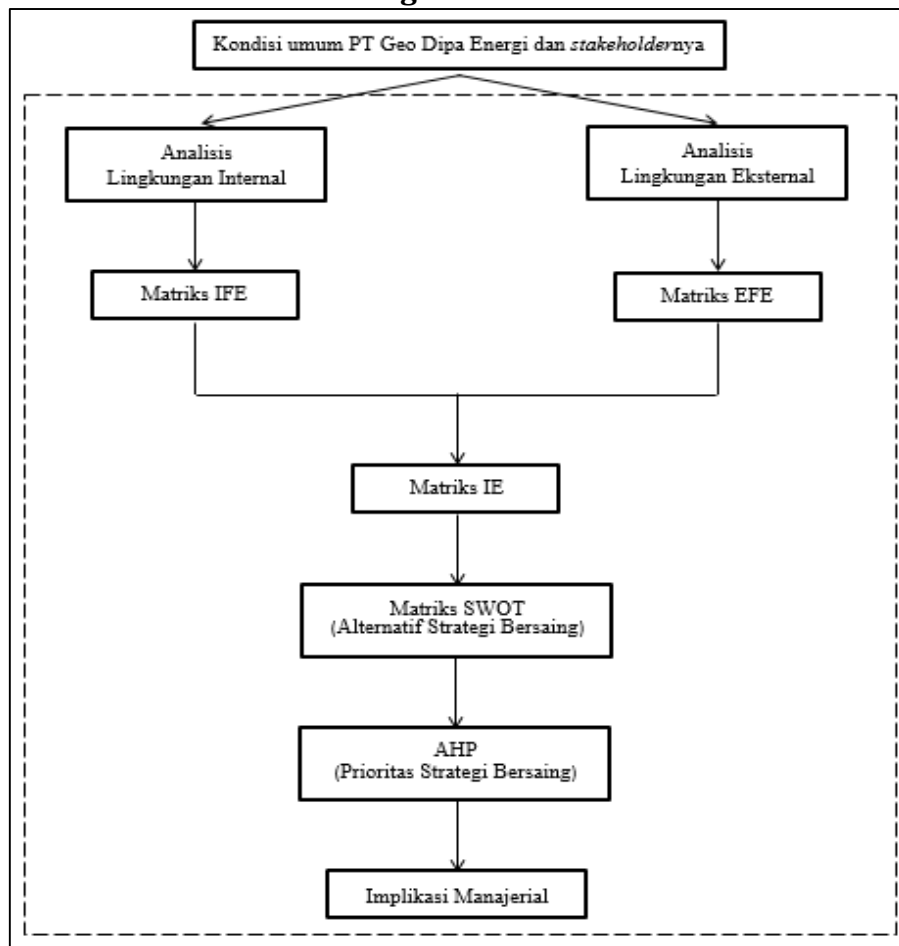 Kondisi umum PT Geo Dipa Energi dan stakeholdernya
Analisis
Lingkungan Internal
Analisis
Lingkungan Eksternal
Matriks IFE
Matriks EFE
Matriks IE
Matriks SWOT
(Alternatif Strategi Bersaing)
AHP
(Prioritas Strategi Bersaing)
Implikasi Manajerial